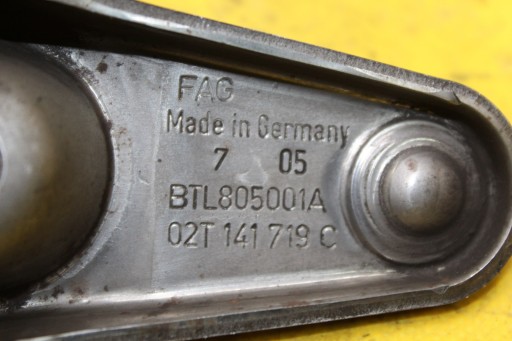 FAG
Made in Germany
7 05
BTL805001A
02T 141 719 C